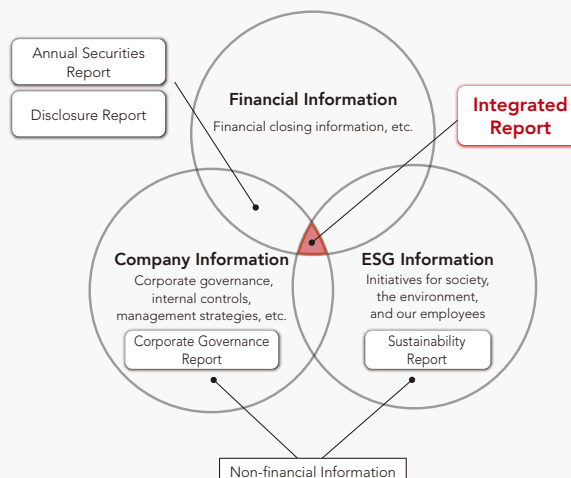 Annual Securities
Report
Disclosure Report
Financial Information
Financial closing information, etc.
Integrated
Report
Company Information
Corporate governance,
internal controls,
management strategies, etc.
Corporate Governance
Report
ESG Information
Initiatives for society,
the environment,
and our employees
Sustainability
Report
Non-financial Information